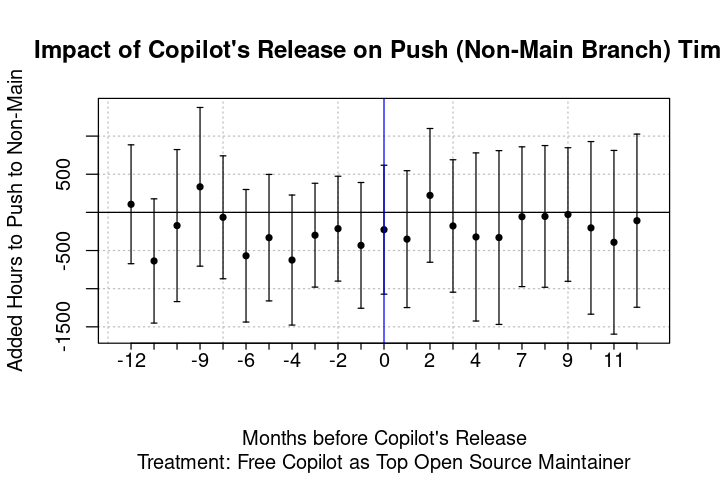 Impact of Copilot's Release on Push (Non-Main Branch) Tim
Added Hours to Push to Non-Main
500
-500
-1500
-12 -9 -6 -4 -2 0 2 4 7 9 11
Months before Copilot's Release
Treatment: Free Copilot as Top Open Source Maintainer